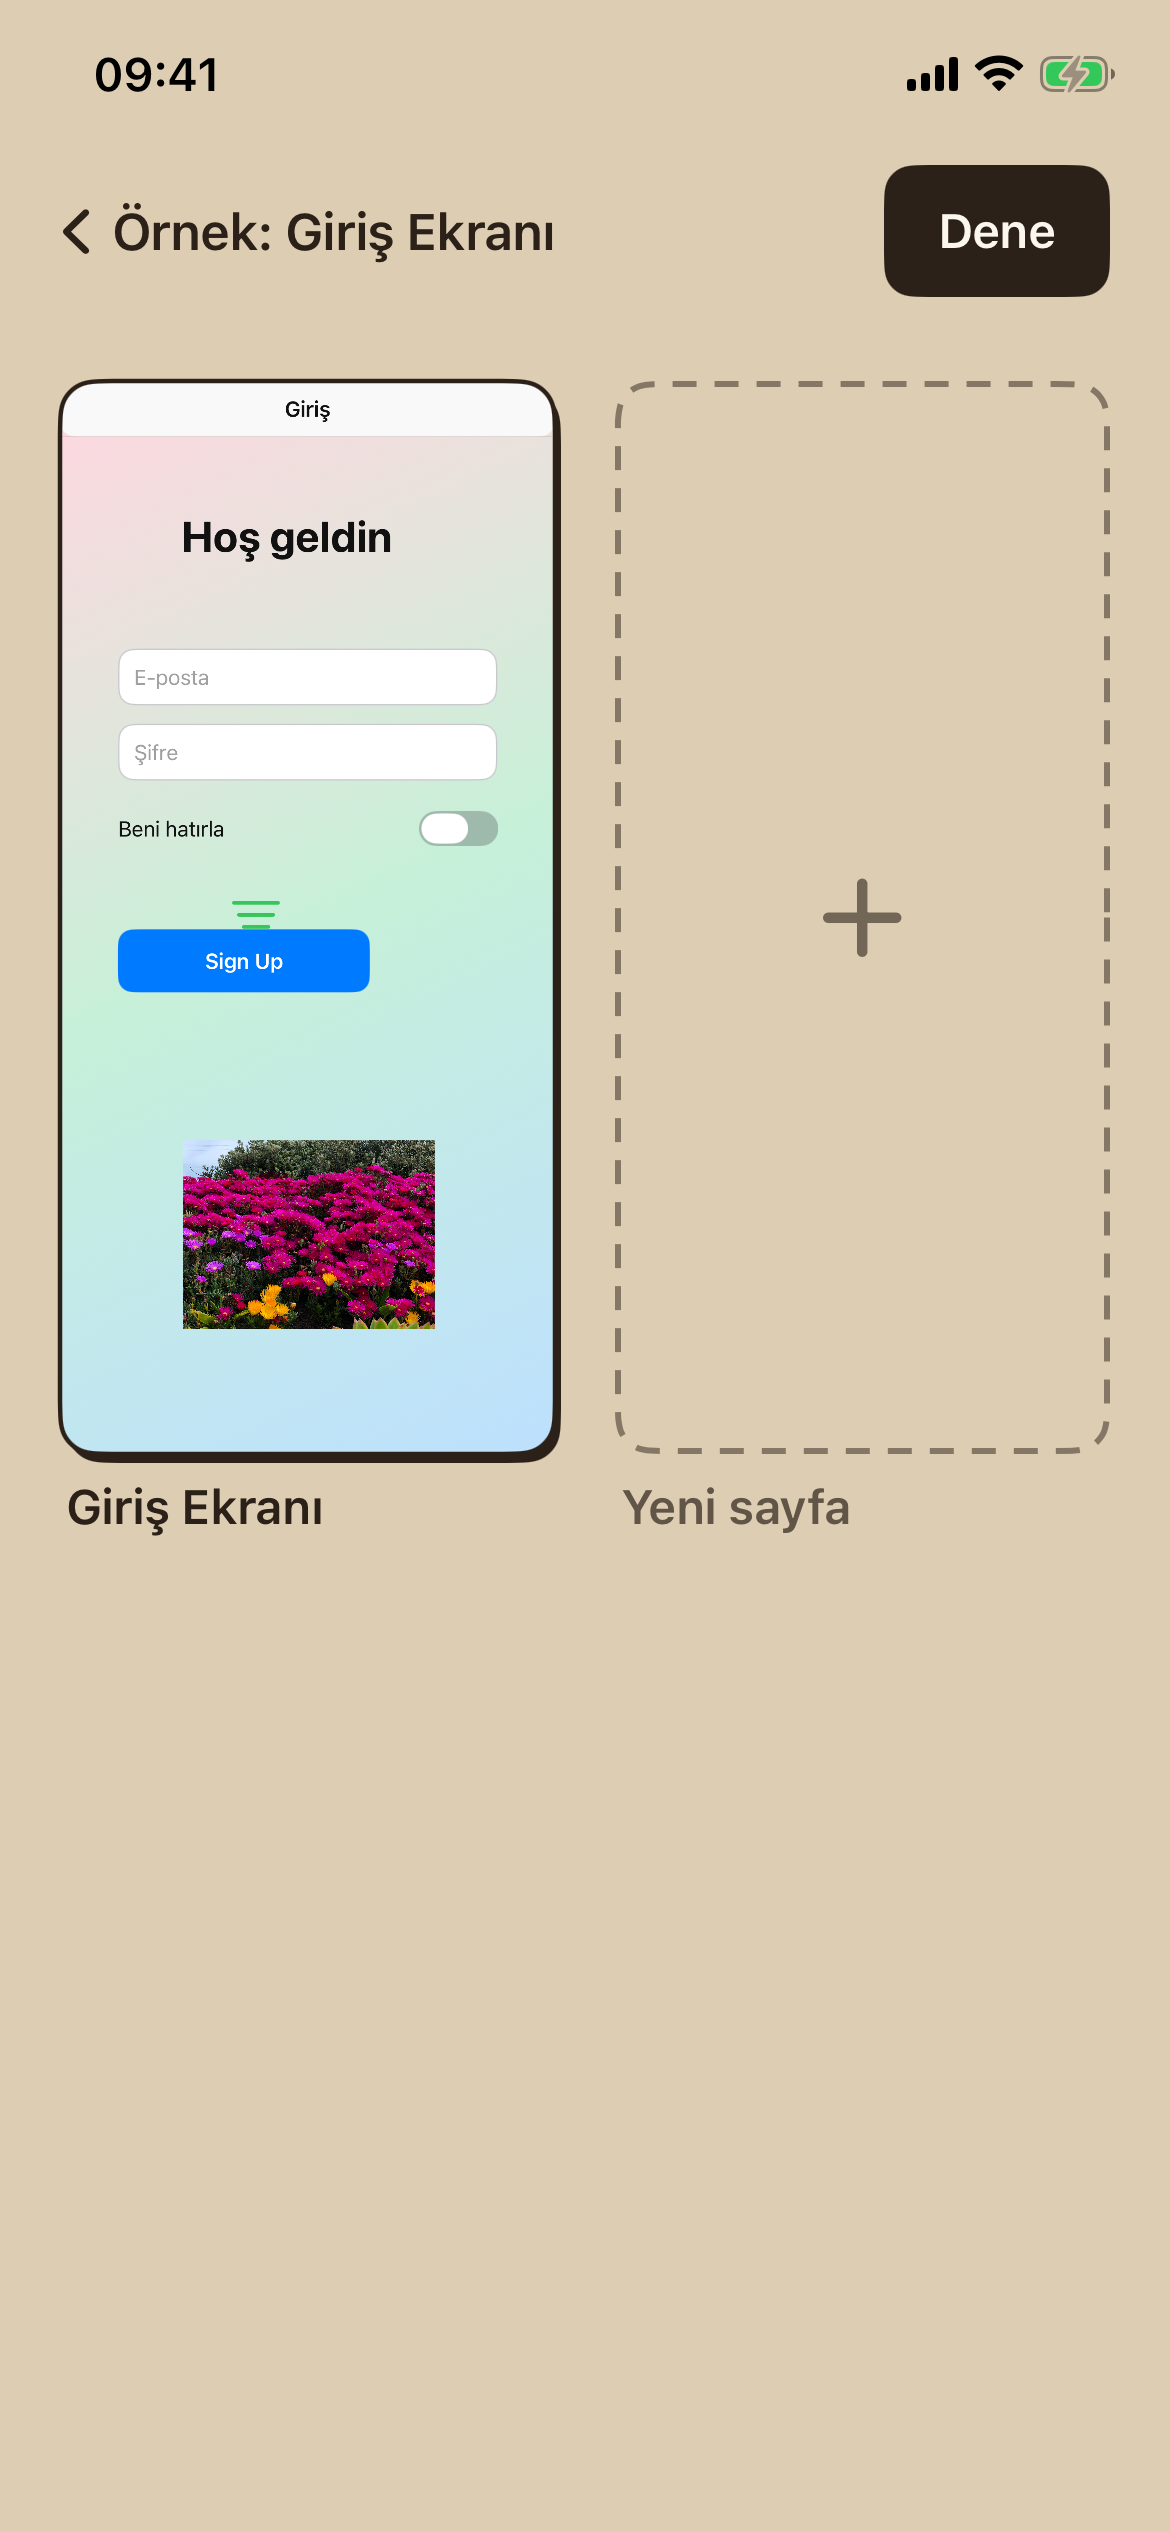 09:41
Örnek: Giriş Ekranı
Dene
Giriş
Hoş geldin
E-posta
Şifre
Beni hatırla
Sign Up
Giriş Ekranı
Yeni sayfa